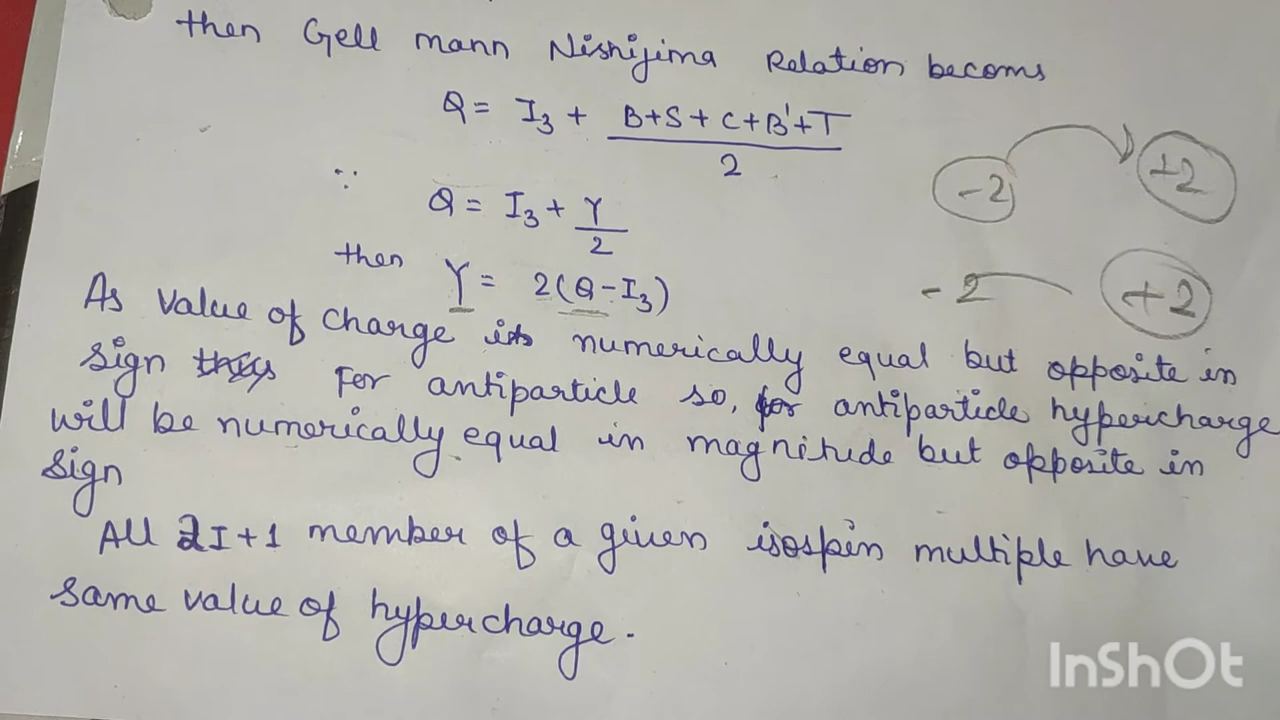 then Gell mann Nishijima Relation becoms
Q = I₃ + B+S+C+B'+T / 2
∵ Q = I₃ + Y / 2
-2 +2
then Y = 2(Q-I₃)
-2 +2
As value of charge is numerically equal but opposite in
sign For antiparticle so, for antiparticle hypercharge
will be numerically equal in magnitude but opposite in
sign
All 2I+1 member of a given isospin multiple have
same value of hypercharge.
InShOt